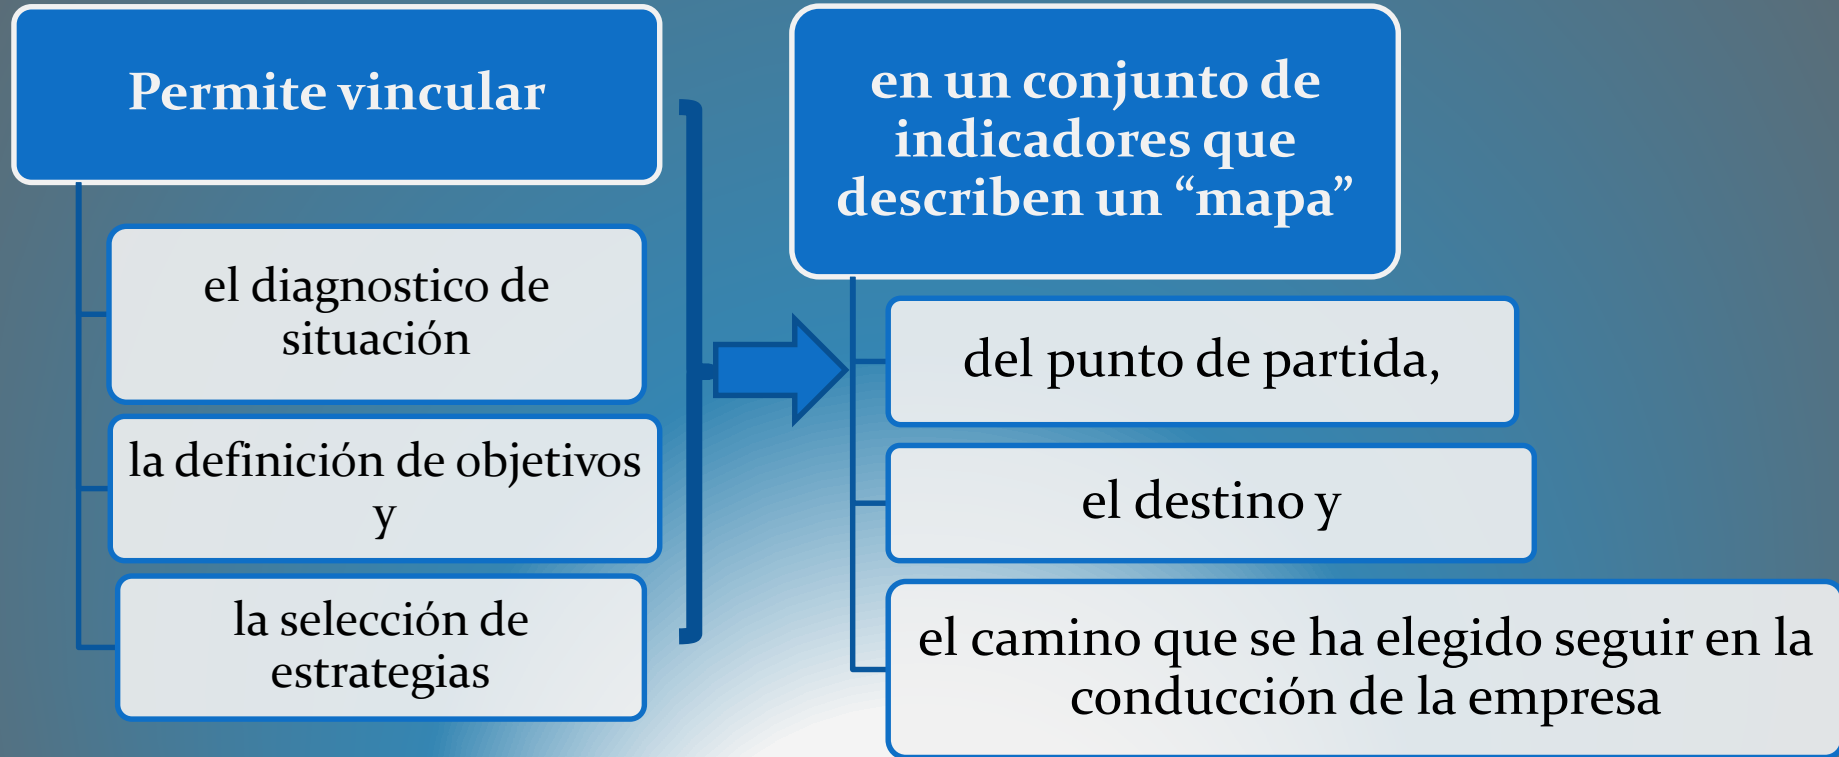 Permite vincular
el diagnostico de
situación
la definición de objetivos
y
la selección de
estrategias
en un conjunto de
indicadores que
describen un “mapa”
del punto de partida,
el destino y
el camino que se ha elegido seguir en la
conducción de la empresa